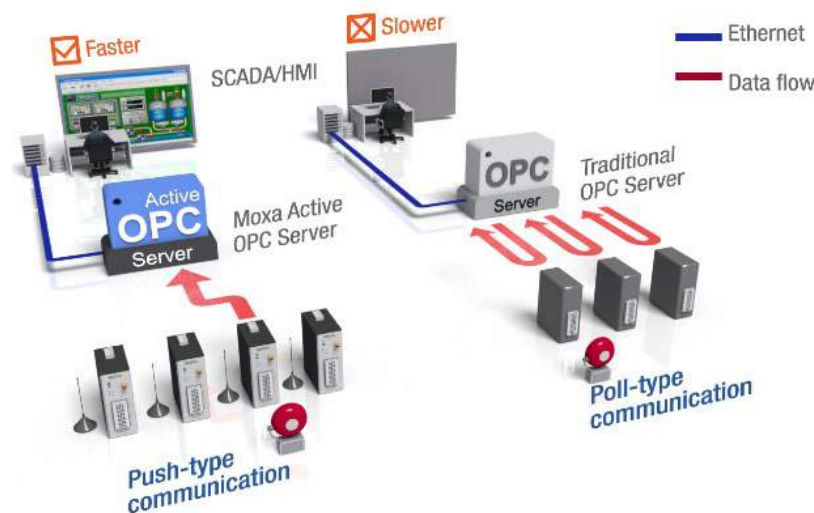 Faster
SCADA/HMI
Active
OPC
Server
Moxa Active
OPC Server
Push-type
communication
Slower
OPC
Server
Traditional
OPC Server
Poll-type
communication
Ethernet
Data flow